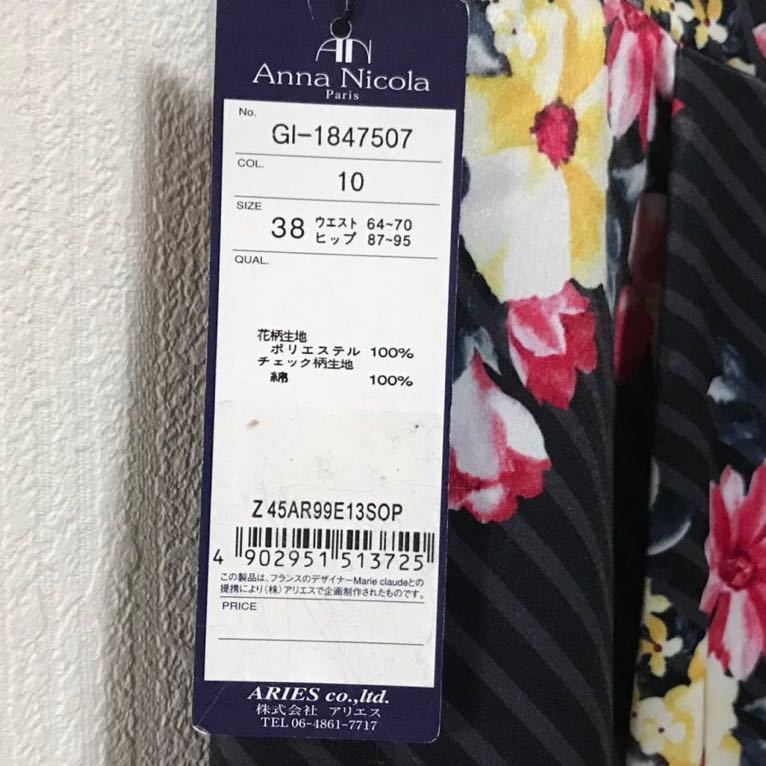 AN
Anna Nicola
Paris
No.
GI-1847507
COL.
10
SIZE
38 ウエスト 64~70
ヒップ 87~95
QUAL.
花柄生地
ポリエステル 100%
チェック柄生地
綿 100%
Z 45AR99E13SOP
4 902951 513725
この製品は、フランスのデザイナーMarie claudeとの
提携により(株)アリエスで企画制作されたものです。
PRICE
ARIES co.,ltd.
株式会社 アリエス
TEL 06-4861-7717